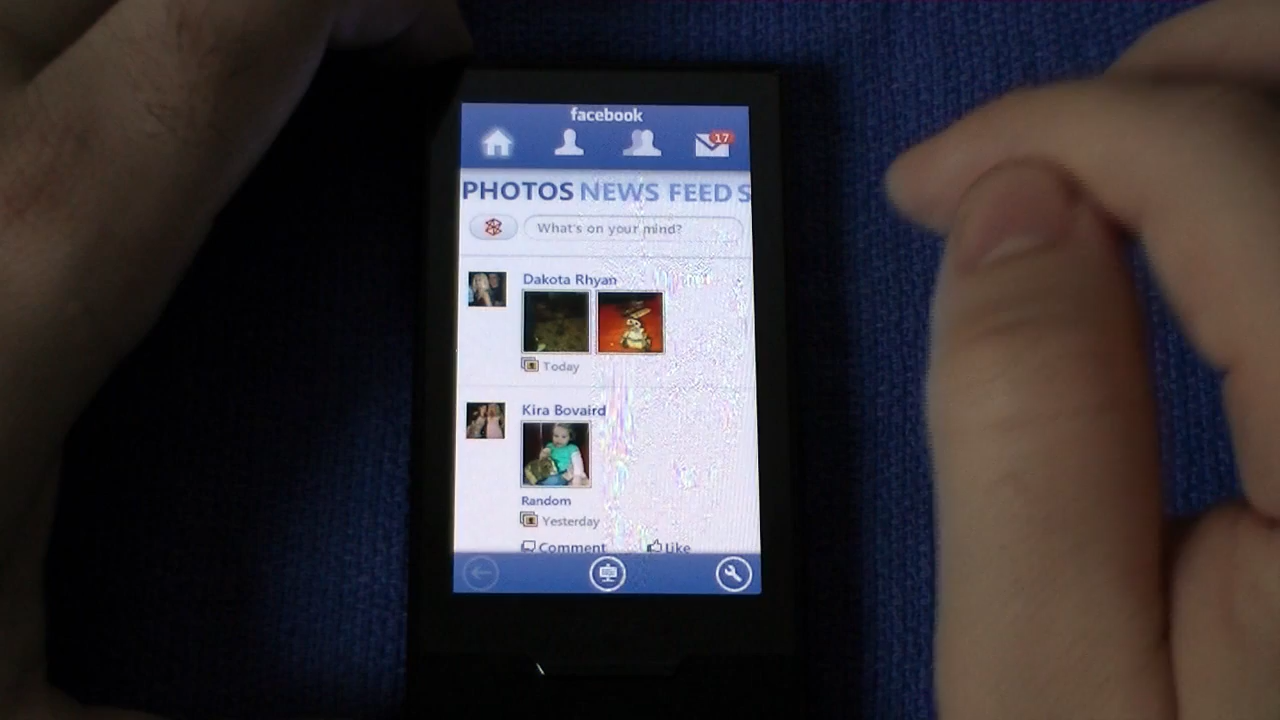 facebook
17
PHOTOS NEWS FEED S
What's on your mind?
Dakota Rhyan
Today
Kira Bovaird
Random
Yesterday
Comment Like